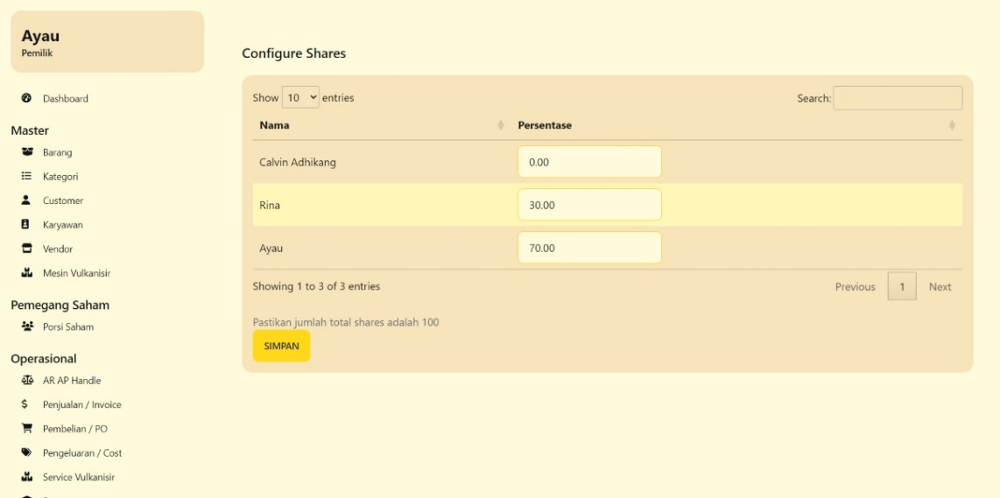 Ayau
Pemilik
Dashboard
Master
Barang
Kategori
Customer
Karyawan
Vendor
Mesin Vulkanisir
Pemegang Saham
Porsi Saham
Operasional
AR AP Handle
Penjualan / Invoice
Pembelian / PO
Pengeluaran / Cost
Service Vulkanisir
Configure Shares
Show 10 entries
Search:
Nama Persentase
Calvin Adhikang 0.00
Rina 30.00
Ayau 70.00
Showing 1 to 3 of 3 entries
Previous 1 Next
Pastikan jumlah total shares adalah 100
SIMPAN